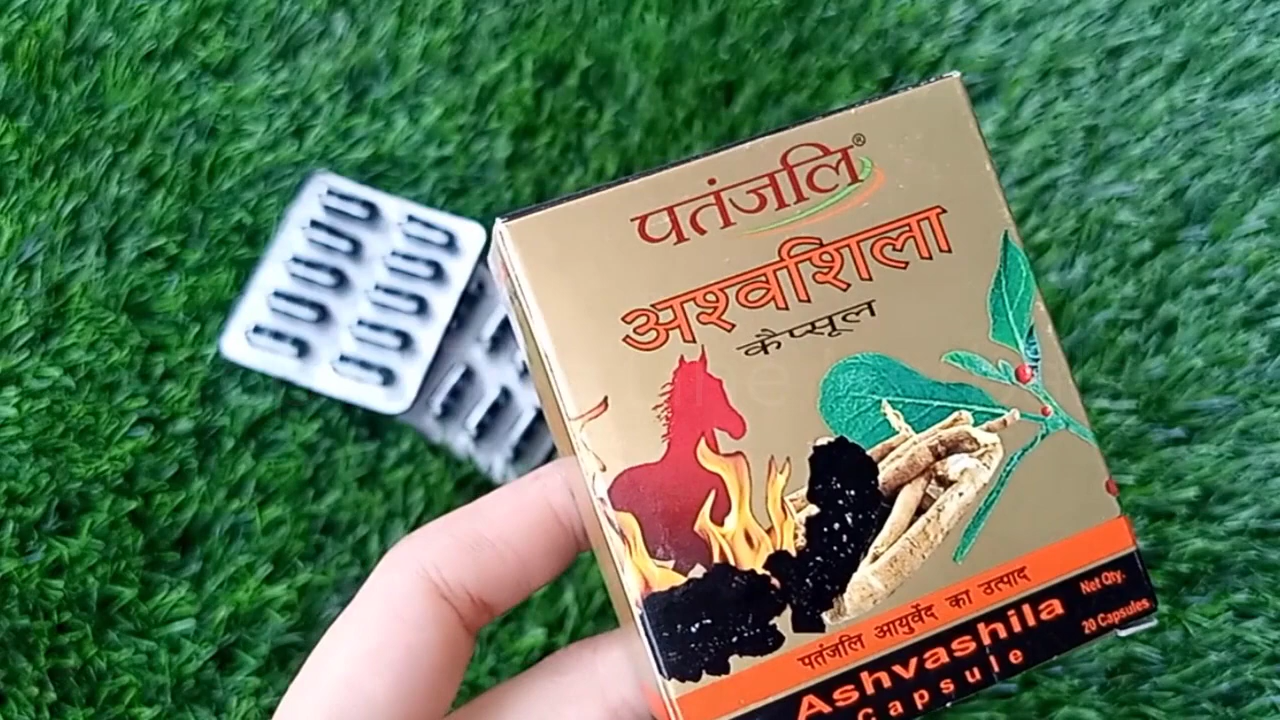 पतंजलि®
अश्वशिला
कैप्सूल
पतंजलि आयुर्वेद का उत्पाद
Ashvashila
Capsule
Net Qty.
20 Capsules